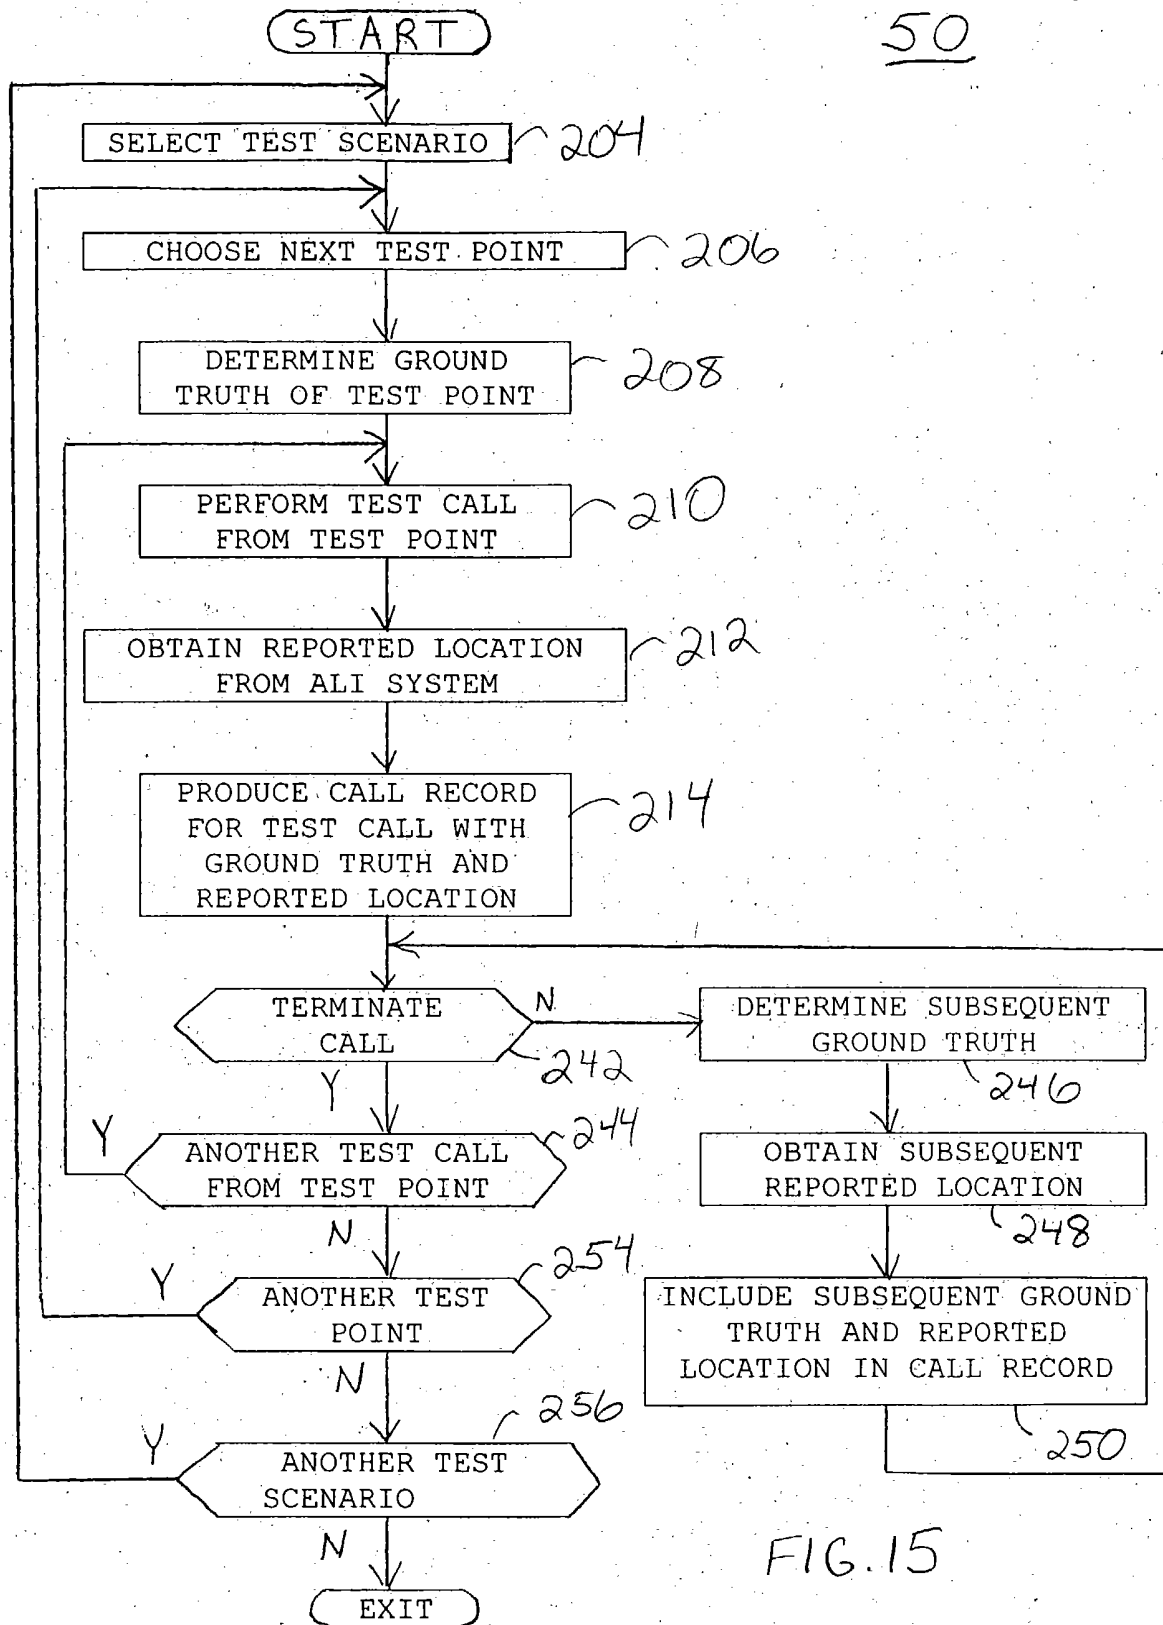 START
50
SELECT TEST SCENARIO
204
CHOOSE NEXT TEST POINT
206
DETERMINE GROUND
TRUTH OF TEST POINT
208
PERFORM TEST CALL
FROM TEST POINT
210
OBTAIN REPORTED LOCATION
FROM ALI SYSTEM
212
PRODUCE CALL RECORD
FOR TEST CALL WITH
GROUND TRUTH AND
REPORTED LOCATION
214
TERMINATE
CALL
242
N
Y
DETERMINE SUBSEQUENT
GROUND TRUTH
246
ANOTHER TEST CALL
FROM TEST POINT
244
Y
N
OBTAIN SUBSEQUENT
REPORTED LOCATION
248
ANOTHER TEST
POINT
254
Y
N
INCLUDE SUBSEQUENT GROUND
TRUTH AND REPORTED
LOCATION IN CALL RECORD
250
ANOTHER TEST
SCENARIO
256
Y
N
EXIT
FIG. 15